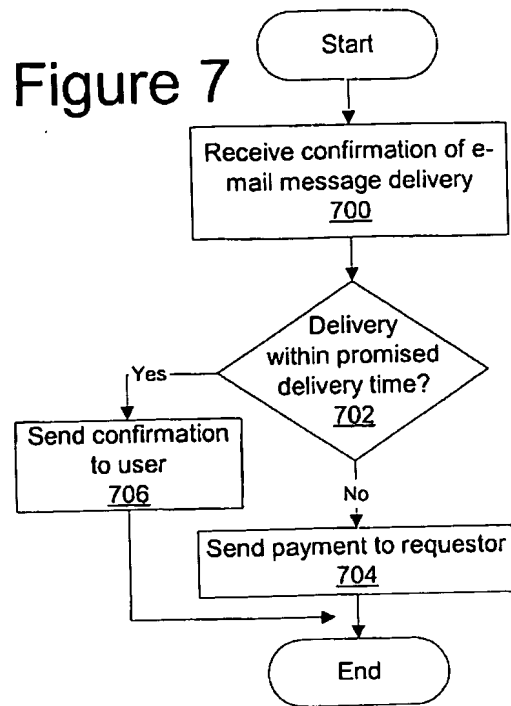 Figure 7
Start
Receive confirmation of e-
mail message delivery
700
Delivery
within promised
delivery time?
702
Yes
Send confirmation
to user
706
No
Send payment to requestor
704
End